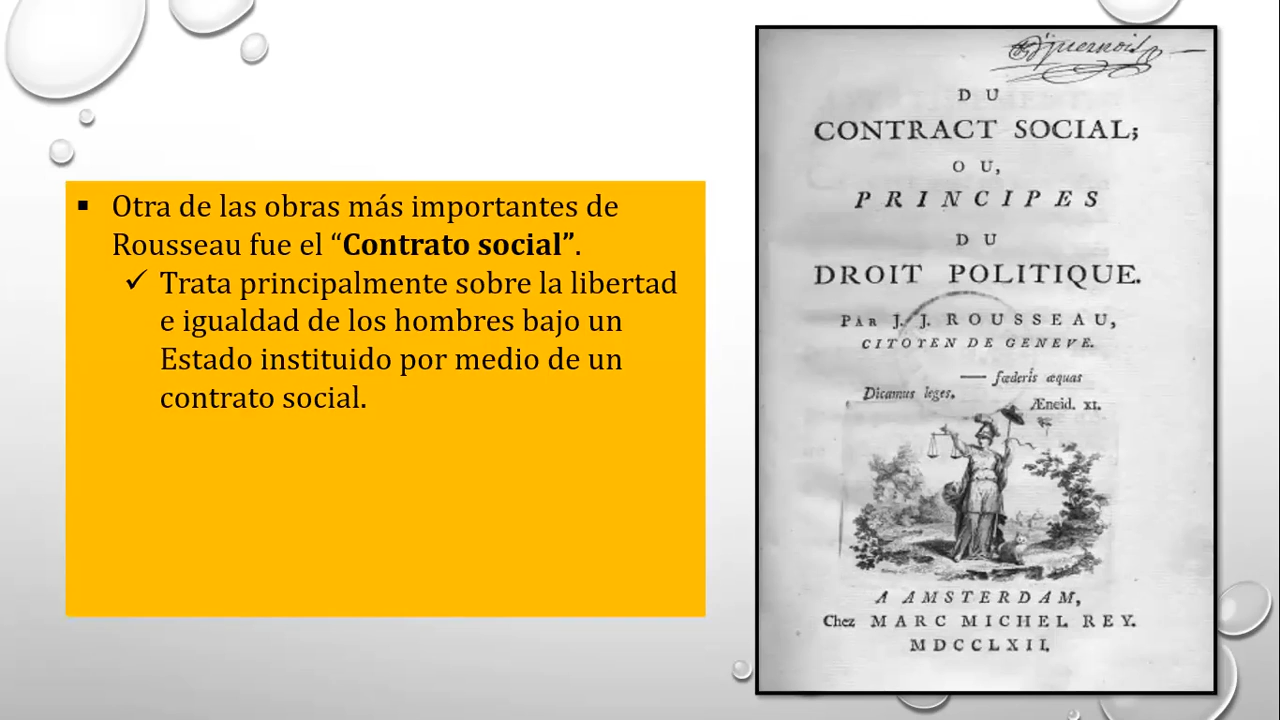 Otra de las obras más importantes de
Rousseau fue el “Contrato social”.
Trata principalmente sobre la libertad
e igualdad de los hombres bajo un
Estado instituido por medio de un
contrato social.
DU
CONTRACT SOCIAL;
OU,
PRINCIPES
DU
DROIT POLITIQUE.
PAR J. J. ROUSSEAU,
CITOYEN DE GENEVE.
— fœderis æquas
Dicamus leges.
Æneid. XI.
A AMSTERDAM,
Chez MARC MICHEL REY.
MDCCLXII.